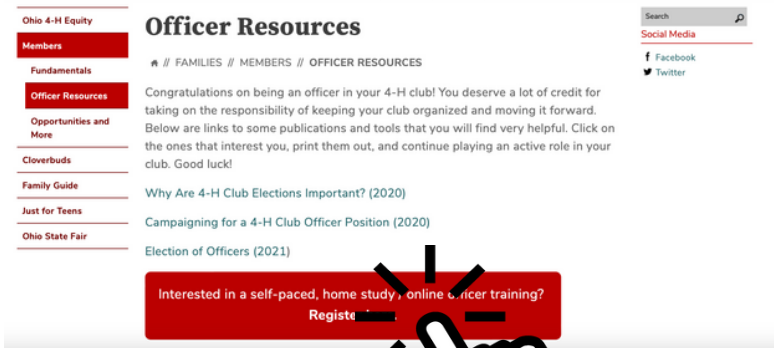 Ohio 4-H Equity
Members
Fundamentals
Officer Resources
Opportunities and
More
Cloverbuds
Family Guide
Just for Teens
Ohio State Fair
Officer Resources
// FAMILIES // MEMBERS // OFFICER RESOURCES
Congratulations on being an officer in your 4-H club! You deserve a lot of credit for
taking on the responsibility of keeping your club organized and moving it forward.
Below are links to some publications and tools that you will find very helpful. Click on
the ones that interest you, print them out, and continue playing an active role in your
club. Good luck!
Why Are 4-H Club Elections Important? (2020)
Campaigning for a 4-H Club Officer Position (2020)
Election of Officers (2021)
Interested in a self-paced, home study / online officer training?
Search
Social Media
Facebook
Twitter